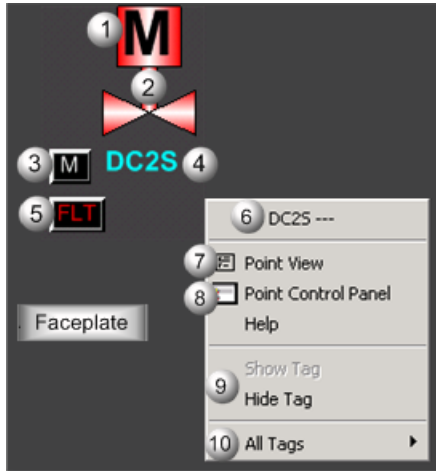 1 M
2
3 M DC2S 4
5 FLT
6 DC2S ---
7 Point View
8 Point Control Panel
Faceplate
Help
Show Tag
9
Hide Tag
10 All Tags